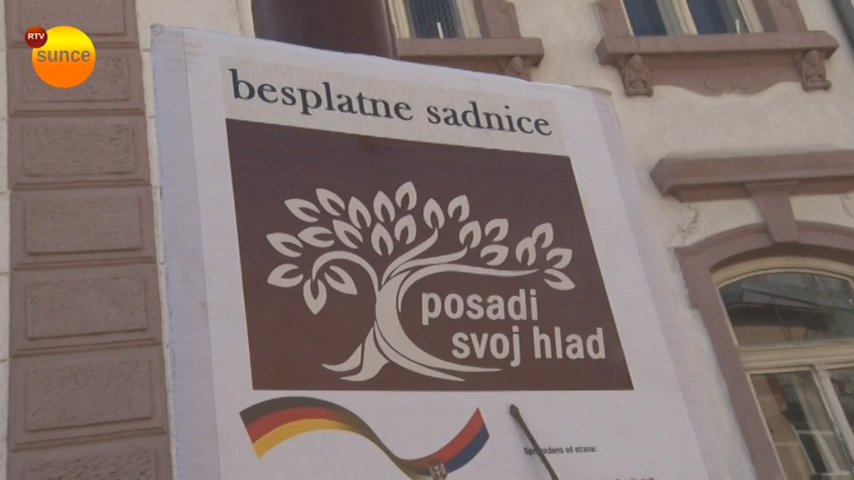 RTV
sunce
besplatne sadnice
posadi
svoj hlad